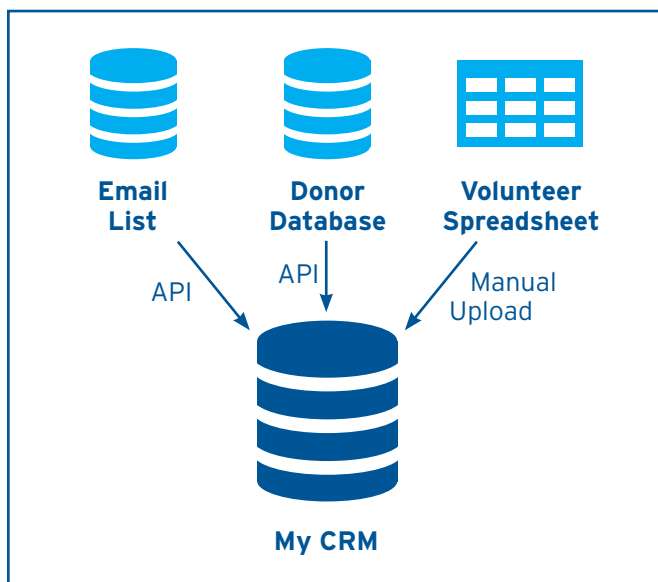 Email
List
Donor
Database
Volunteer
Spreadsheet
API
API
Manual
Upload
My CRM